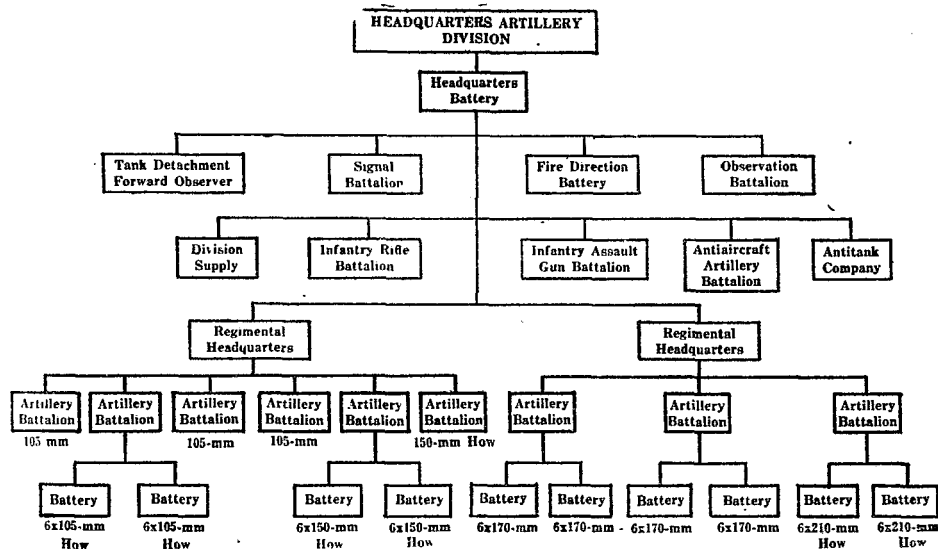 HEADQUARTERS ARTILLERY
DIVISION
Headquarters
Battery
Tank Detachment
Forward Observer
Signal
Battalion
Fire Direction
Battery
Observation
Battalion
Division
Supply
Infantry Rifle
Battalion
Infantry Assault
Gun Battalion
Antiaircraft
Artillery
Battalion
Antitank
Company
Regimental
Headquarters
Regimental
Headquarters
Artillery
Battalion
105 mm
Artillery
Battalion
Artillery
Battalion
105-mm
Artillery
Battalion
105-mm
Artillery
Battalion
Artillery
Battalion
150-mm How
Artillery
Battalion
Artillery
Battalion
Artillery
Battalion
Battery
6x105-mm
How
Battery
6x105-mm
How
Battery
6x150-mm
How
Battery
6x150-mm
How
Battery
6x170-mm
Battery
6x170-mm
Battery
6x170-mm
Battery
6x170-mm
Battery
6x210-mm
How
Battery
6x210-mm
How